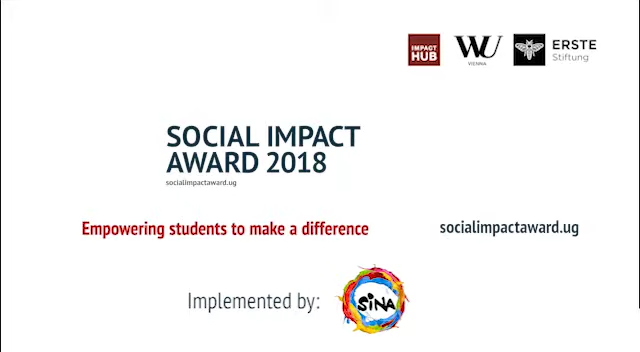 IMPACT
HUB
WU
VIENNA
ERSTE
Stiftung
SOCIAL IMPACT
AWARD 2018
socialimpactaward.ug
Empowering students to make a difference
socialimpactaward.ug
Implemented by:
SiNA